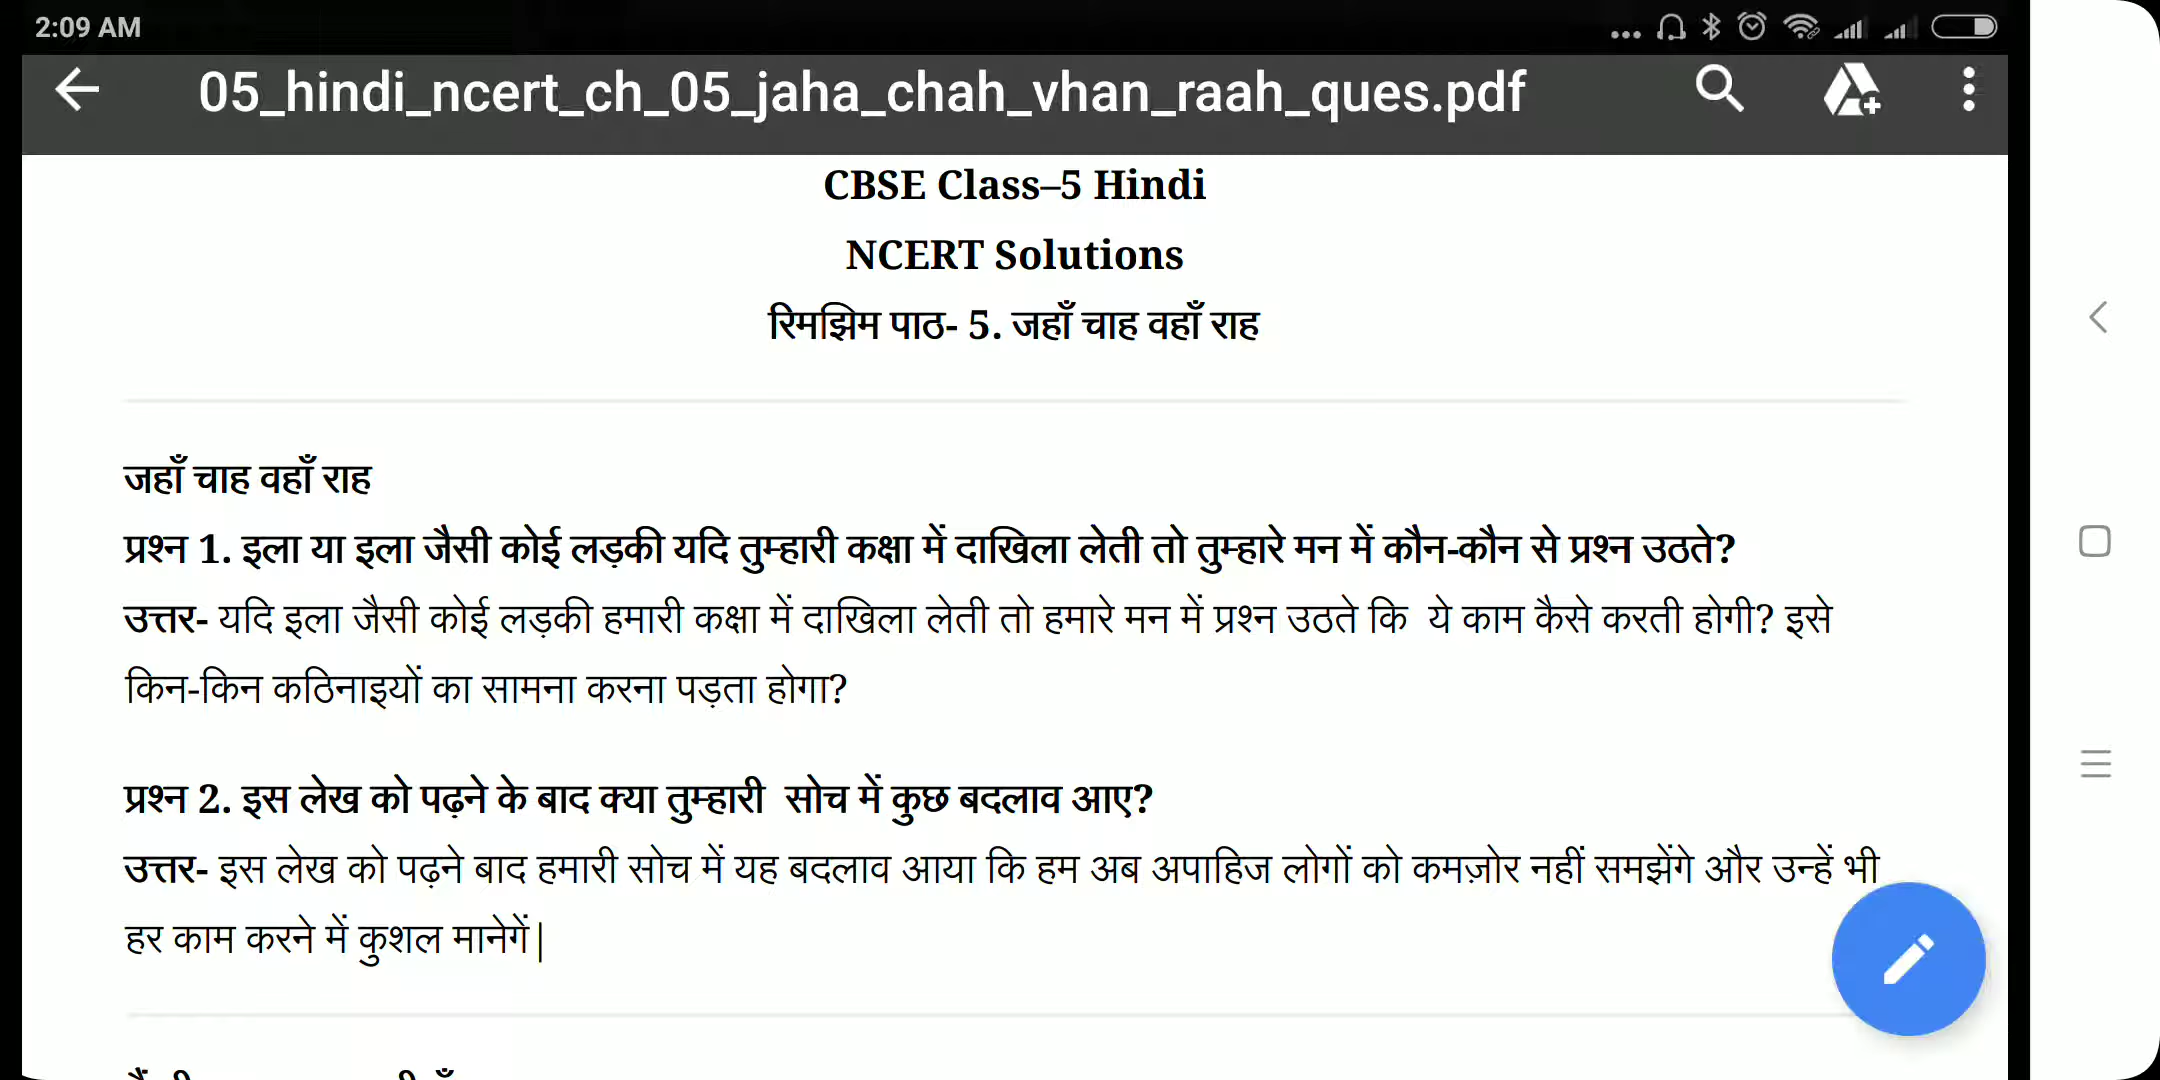 2:09 AM
05_hindi_ncert_ch_05_jaha_chah_vhan_raah_ques.pdf
CBSE Class–5 Hindi
NCERT Solutions
रिमझिम पाठ- 5. जहाँ चाह वहाँ राह
जहाँ चाह वहाँ राह
प्रश्न 1. इला या इला जैसी कोई लड़की यदि तुम्हारी कक्षा में दाखिला लेती तो तुम्हारे मन में कौन-कौन से प्रश्न उठते?
उत्तर- यदि इला जैसी कोई लड़की हमारी कक्षा में दाखिला लेती तो हमारे मन में प्रश्न उठते कि ये काम कैसे करती होगी? इसे
किन-किन कठिनाइयों का सामना करना पड़ता होगा?
प्रश्न 2. इस लेख को पढ़ने के बाद क्या तुम्हारी सोच में कुछ बदलाव आए?
उत्तर- इस लेख को पढ़ने बाद हमारी सोच में यह बदलाव आया कि हम अब अपाहिज लोगों को कमज़ोर नहीं समझेंगे और उन्हें भी
हर काम करने में कुशल मानेगें|